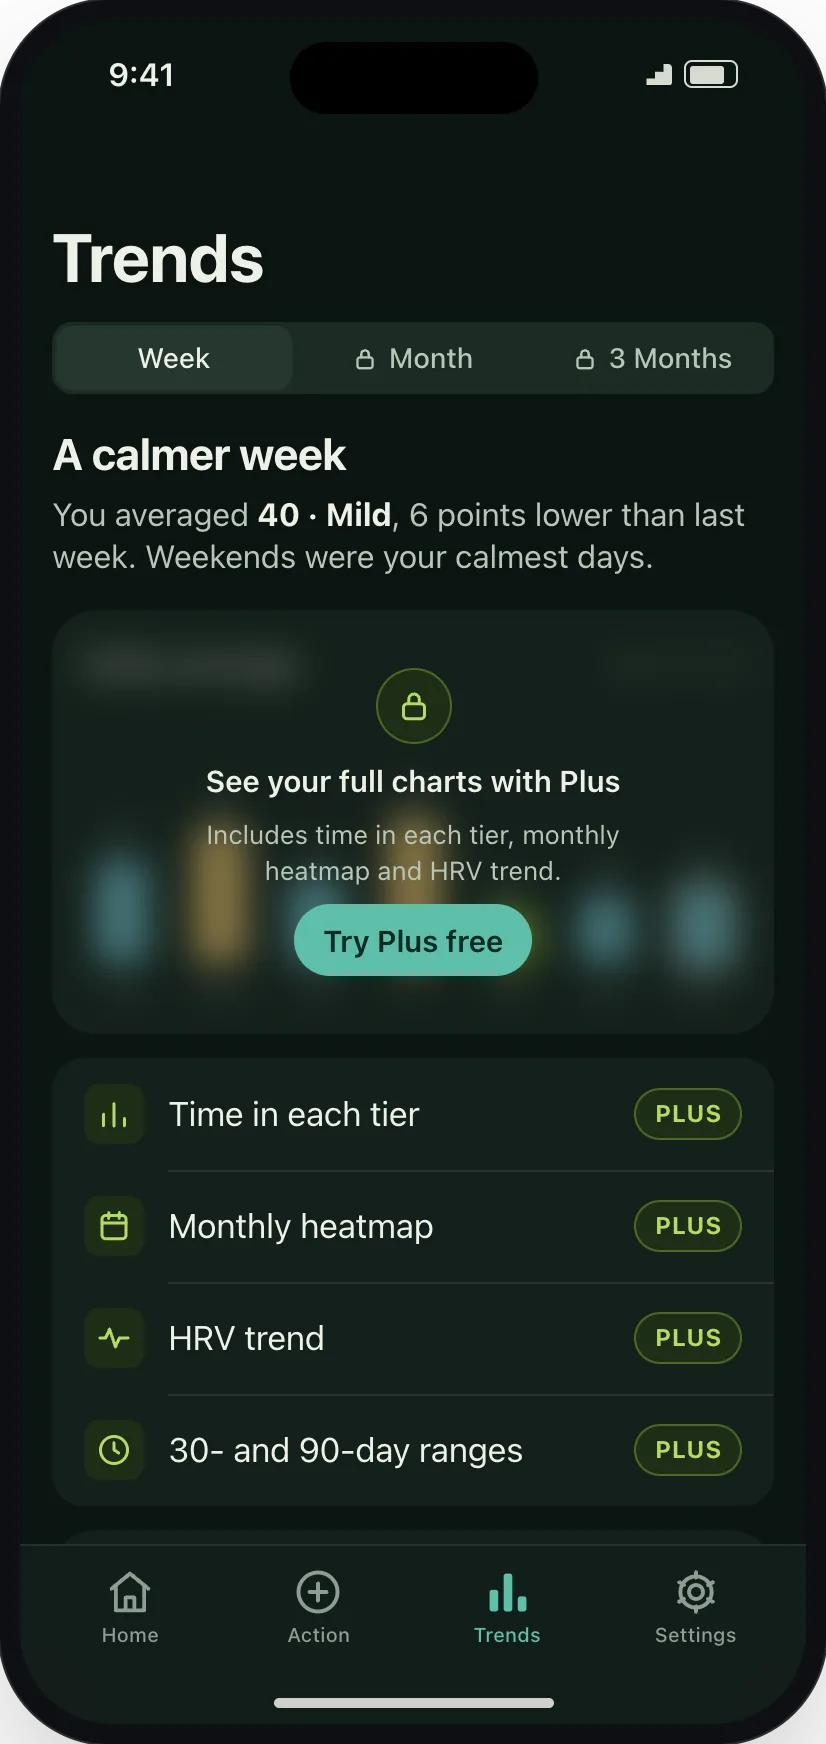 9:41
Trends
Week
Month
3 Months
A calmer week
You averaged 40 · Mild, 6 points lower than last
week. Weekends were your calmest days.
See your full charts with Plus
Includes time in each tier, monthly
heatmap and HRV trend.
Try Plus free
Time in each tier
PLUS
Monthly heatmap
PLUS
HRV trend
PLUS
30- and 90-day ranges
PLUS
Home
Action
Trends
Settings